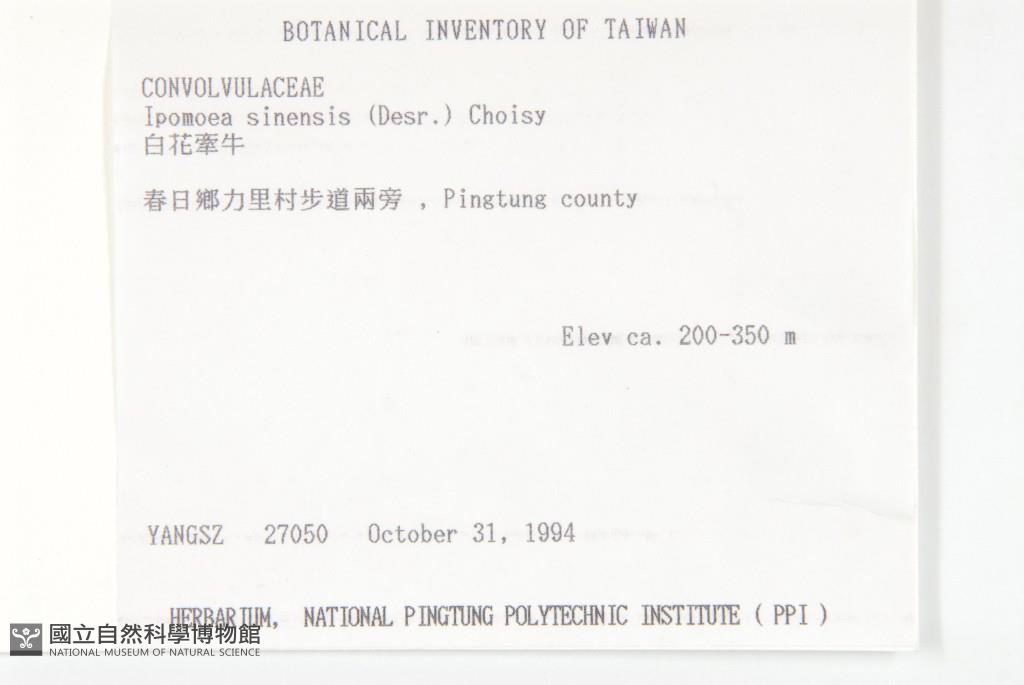 BOTANICAL INVENTORY OF TAIWAN
CONVOLVULACEAE
Ipomoea sinensis (Desr.) Choisy
白花牽牛
春日鄉力里村步道兩旁 , Pingtung county
Elev ca. 200-350 m
YANGSZ 27050 October 31, 1994
HERBARIUM, NATIONAL PINGTUNG POLYTECHNIC INSTITUTE ( PPI )
國立自然科學博物館
NATIONAL MUSEUM OF NATURAL SCIENCE